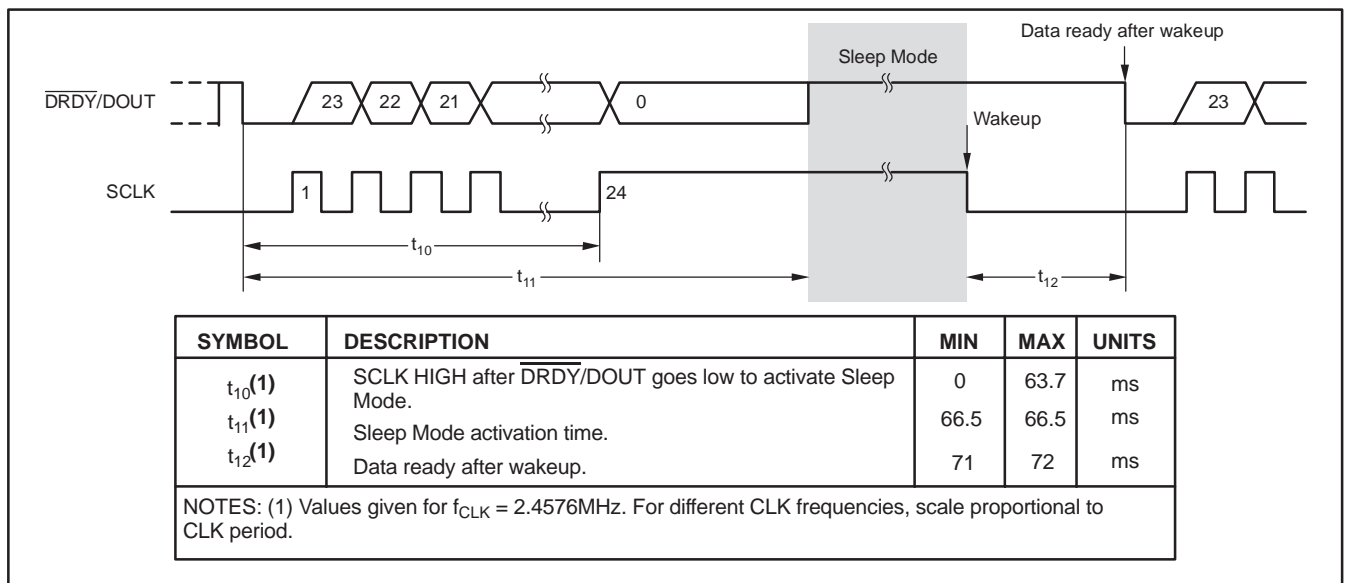 Data ready after wakeup
Sleep Mode
DRDY/DOUT 23 22 21 0 23
Wakeup
SCLK 1 24
t10
t11 t12
SYMBOL DESCRIPTION MIN MAX UNITS
t10(1) SCLK HIGH after DRDY/DOUT goes low to activate Sleep Mode. 0 63.7 ms
t11(1) Sleep Mode activation time. 66.5 66.5 ms
t12(1) Data ready after wakeup. 71 72 ms
NOTES: (1) Values given for fCLK = 2.4576MHz. For different CLK frequencies, scale proportional to
CLK period.